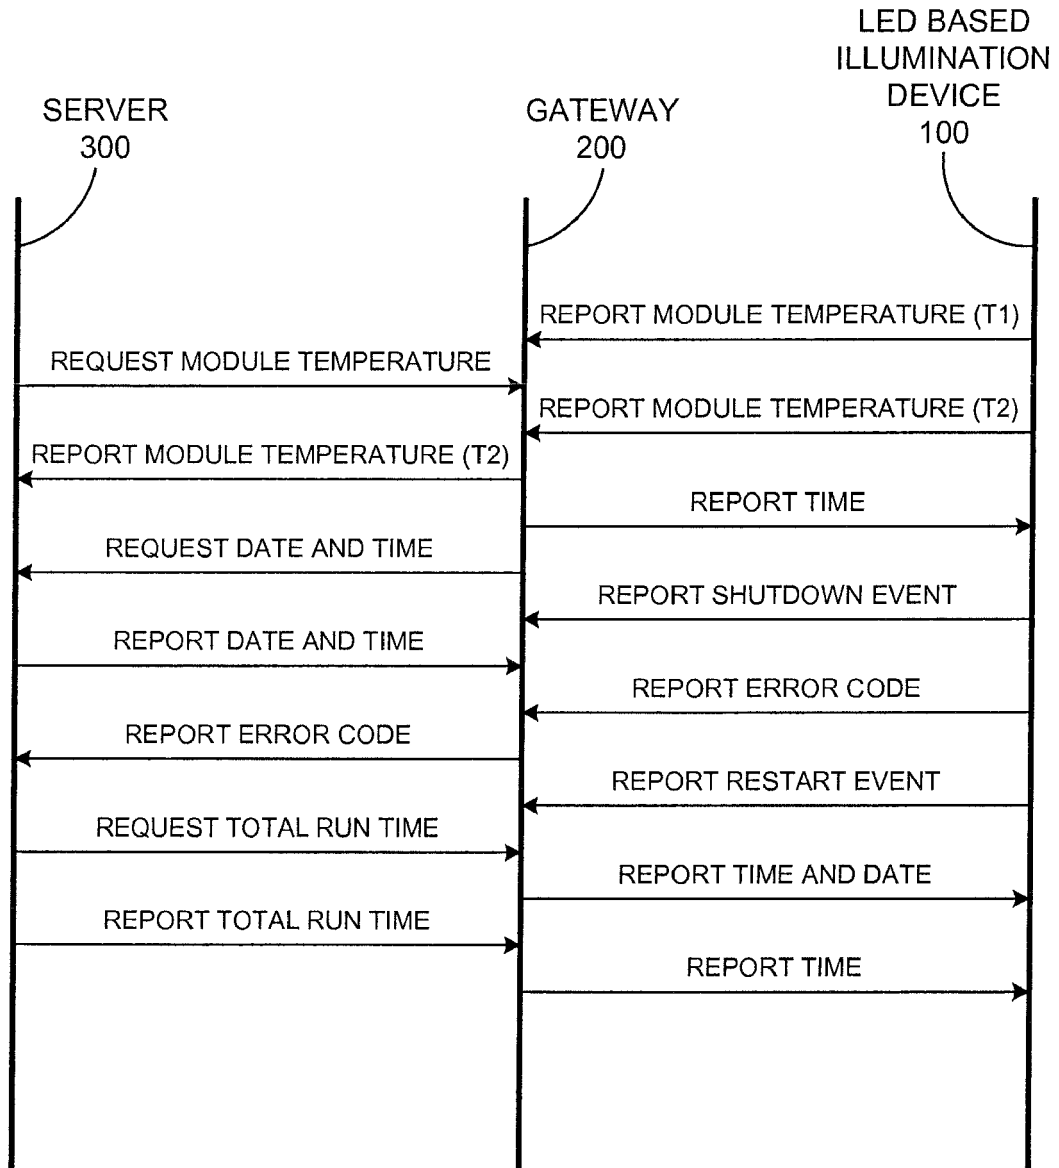 LED BASED
ILLUMINATION
DEVICE
100
SERVER
300
GATEWAY
200
REPORT MODULE TEMPERATURE (T1)
REQUEST MODULE TEMPERATURE
REPORT MODULE TEMPERATURE (T2)
REPORT MODULE TEMPERATURE (T2)
REPORT TIME
REQUEST DATE AND TIME
REPORT SHUTDOWN EVENT
REPORT DATE AND TIME
REPORT ERROR CODE
REPORT ERROR CODE
REPORT RESTART EVENT
REQUEST TOTAL RUN TIME
REPORT TIME AND DATE
REPORT TOTAL RUN TIME
REPORT TIME